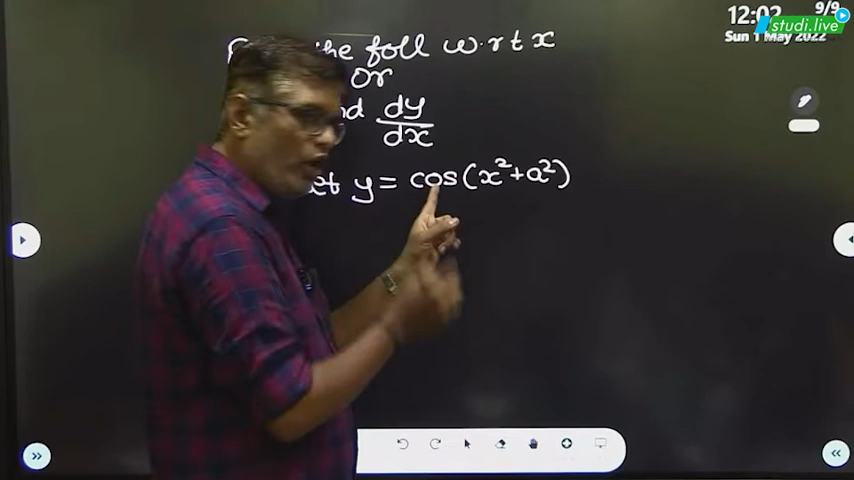 12:02
9/9
Sun 1 May 2022
studi.live
the foll w.r.t x
or
dy/dx
y = cos(x²+a²)